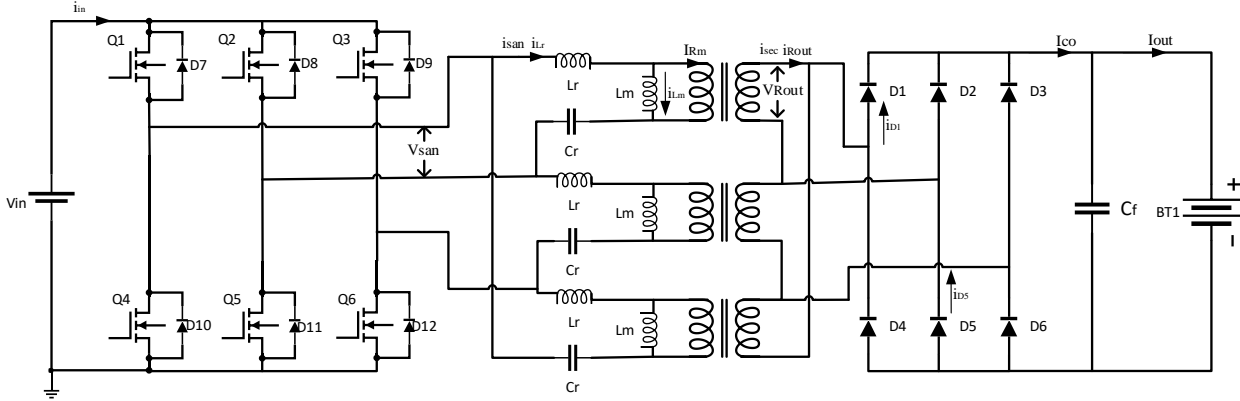 iin
Q1
Q2
Q3
D7
D8
D9
isan iLr
Lr
Lm
iLm
IRm
isec iRout
VRout
Cr
Vsan
D1
D2
D3
iD1
Ico
Iout
Vin
Lr
Lm
Cr
Cf
BT1
+
-
Q4
Q5
Q6
D10
D11
D12
Lr
Lm
Cr
iD5
D4
D5
D6